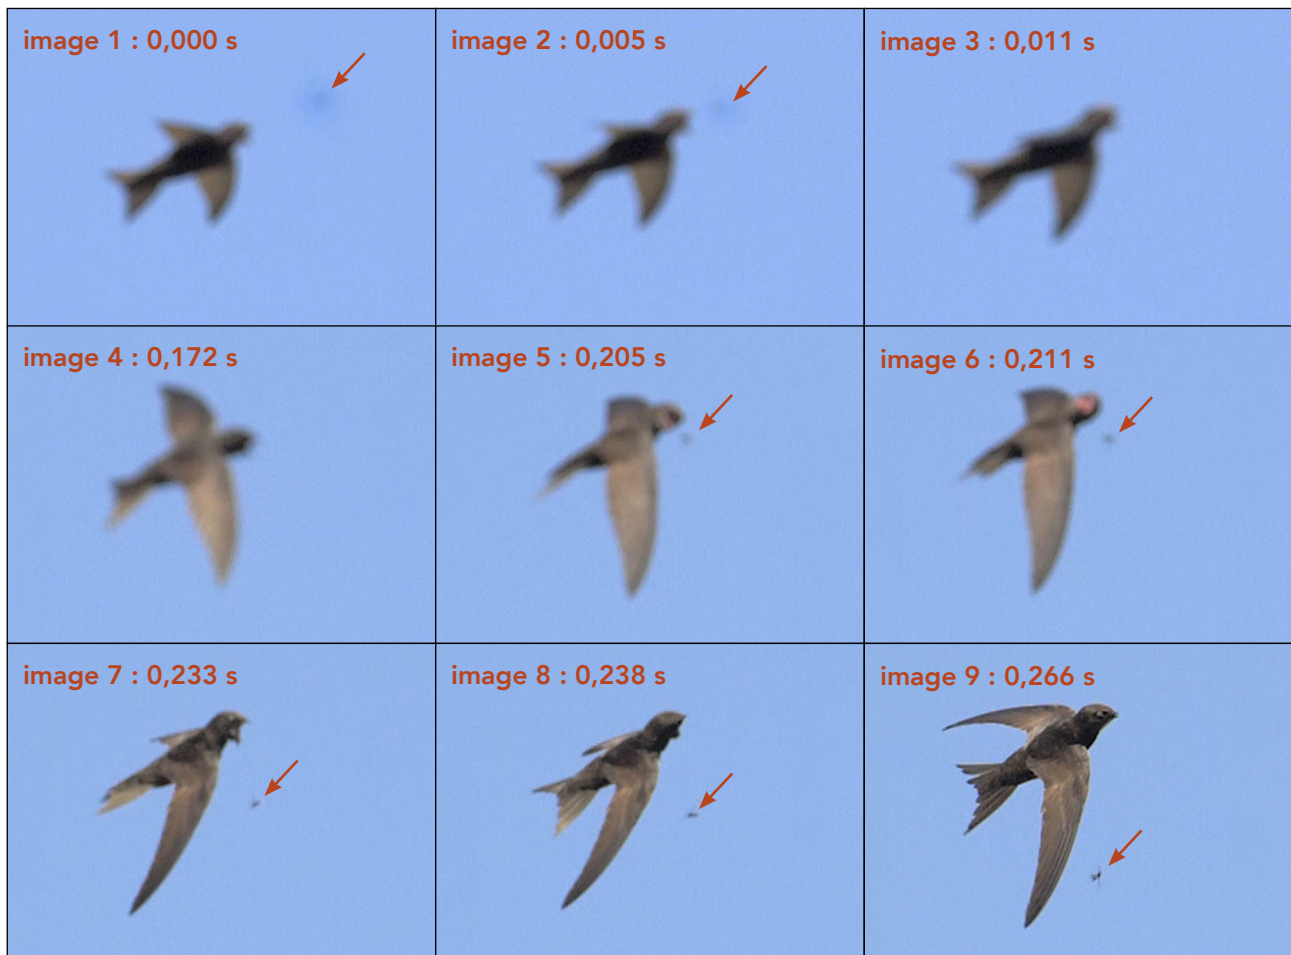 image 1 : 0,000 s
image 2 : 0,005 s
image 3 : 0,011 s
image 4 : 0,172 s
image 5 : 0,205 s
image 6 : 0,211 s
image 7 : 0,233 s
image 8 : 0,238 s
image 9 : 0,266 s